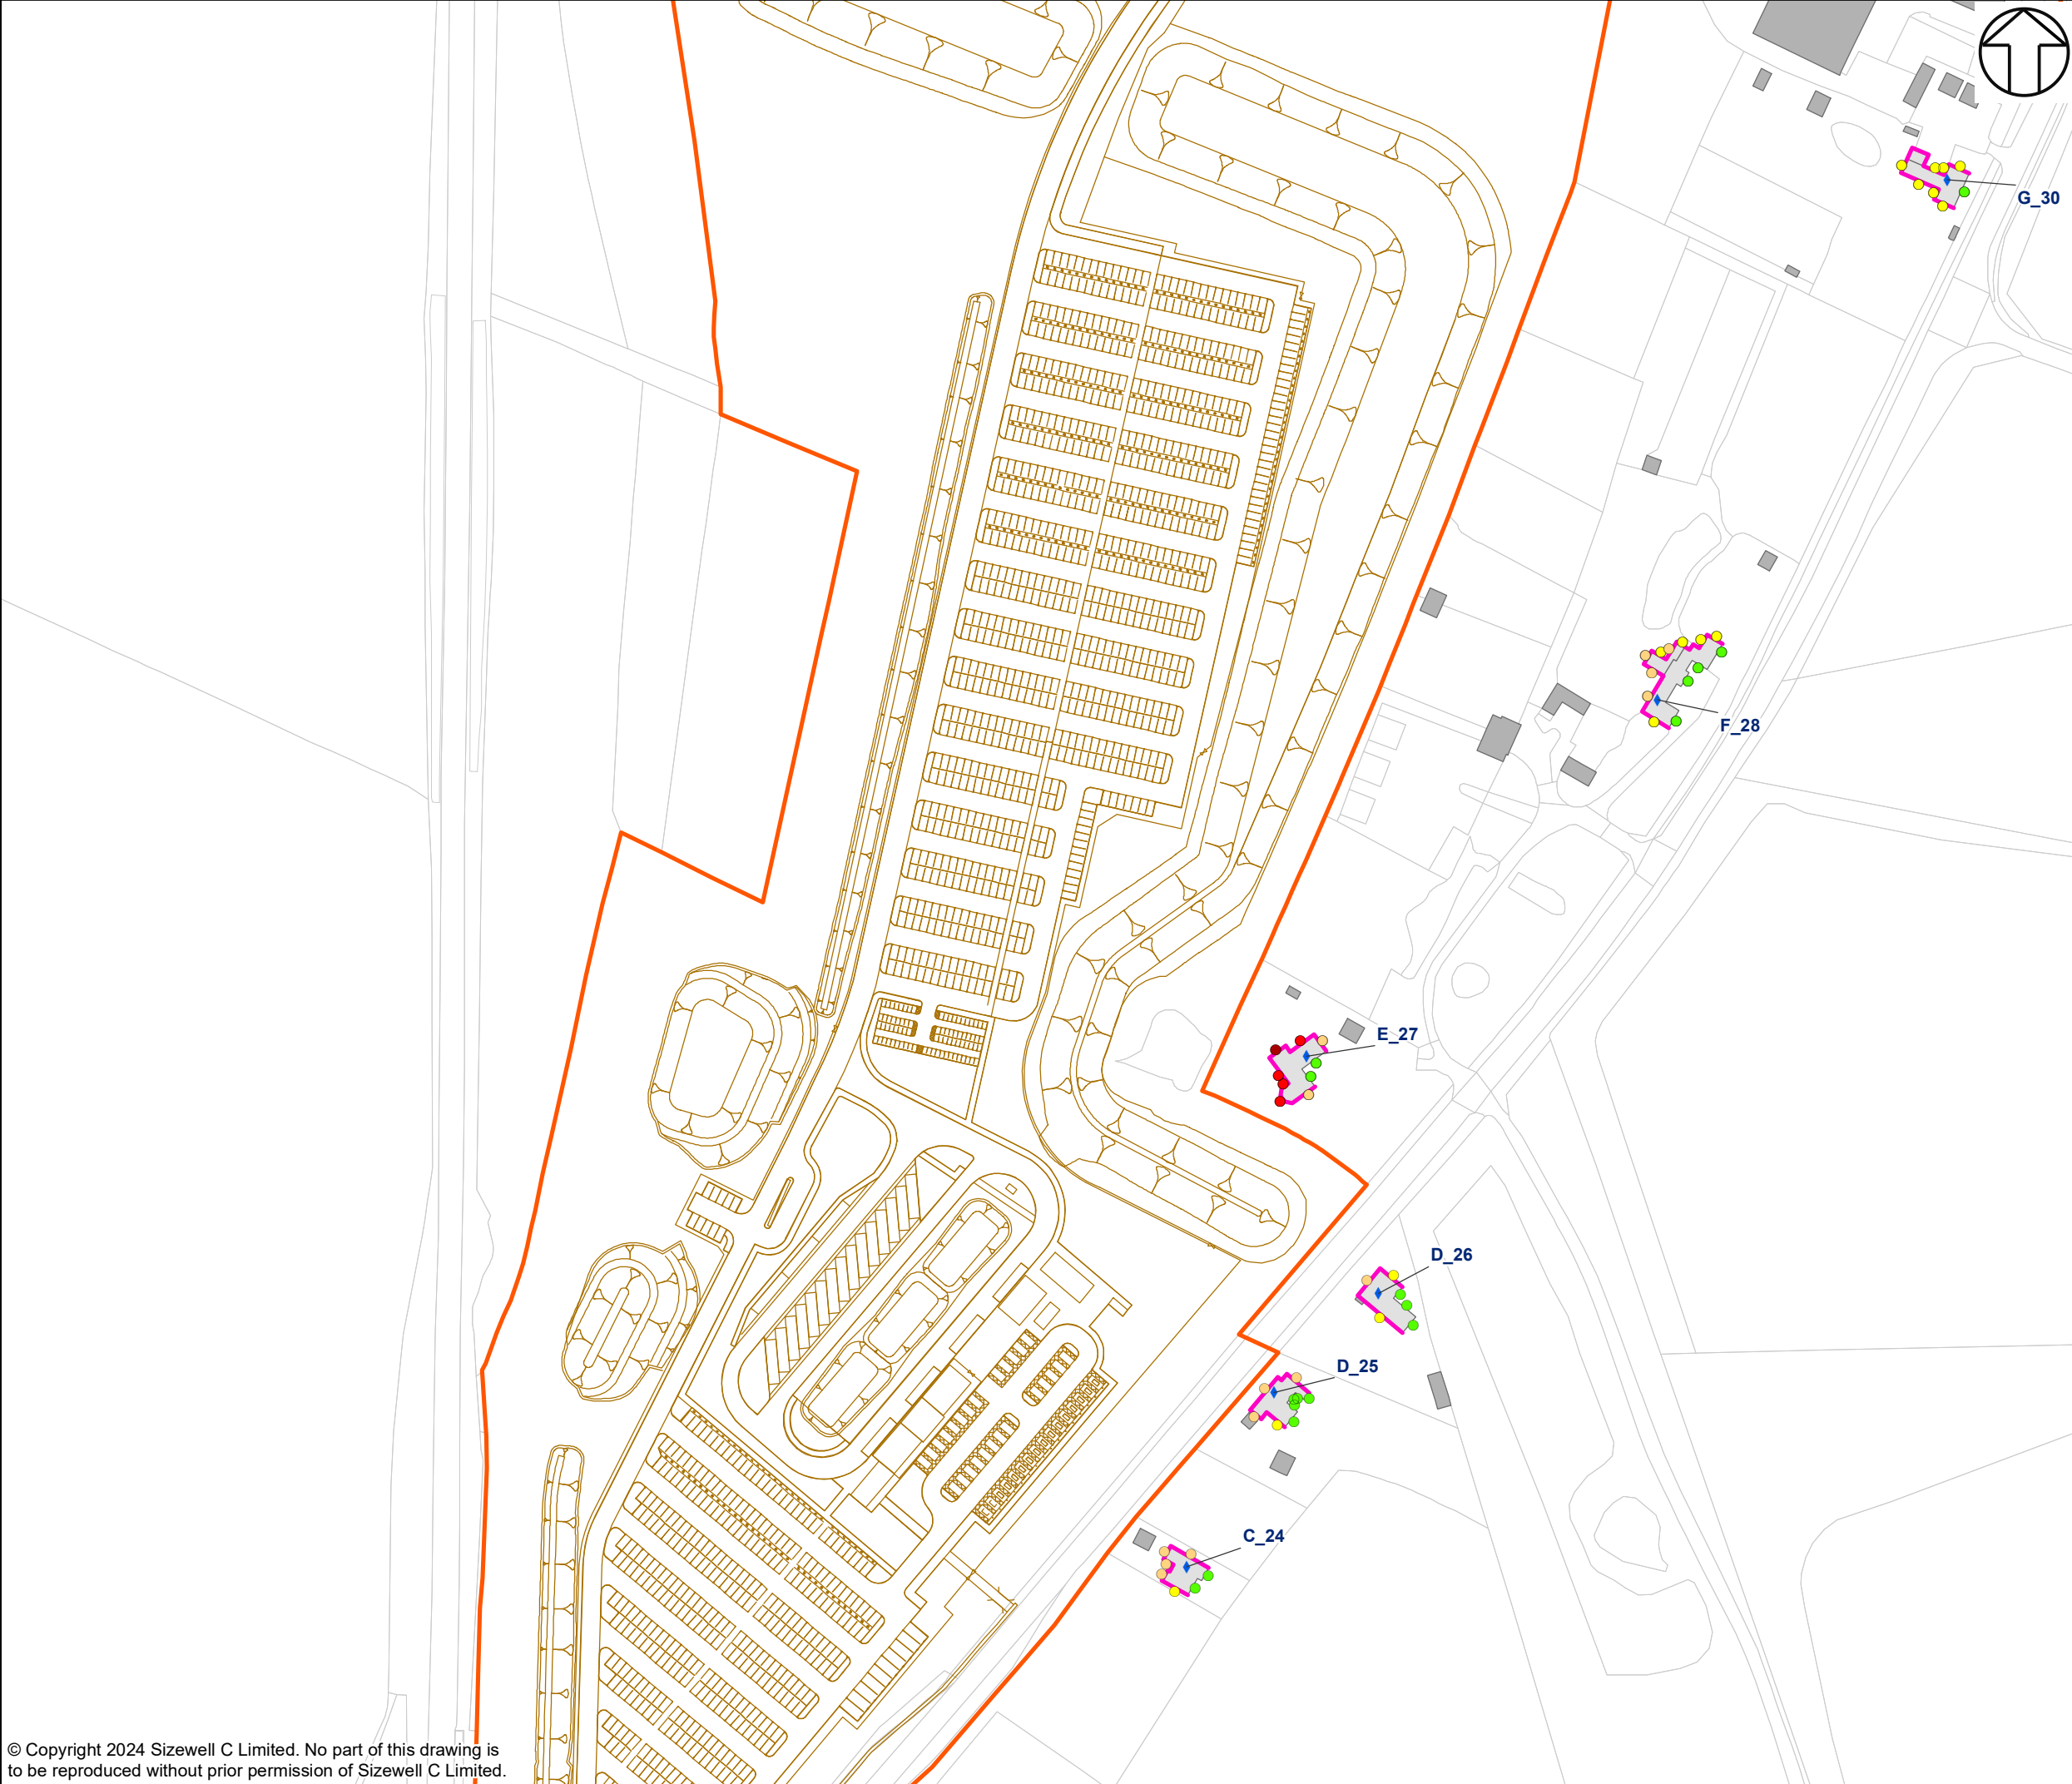 G_30
F_28
E_27
D_26
D_25
C_24
© Copyright 2024 Sizewell C Limited. No part of this drawing is
to be reproduced without prior permission of Sizewell C Limited.